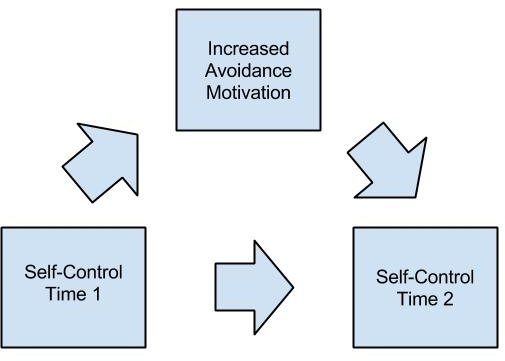 Increased
Avoidance
Motivation
Self-Control
Time 1
Self-Control
Time 2